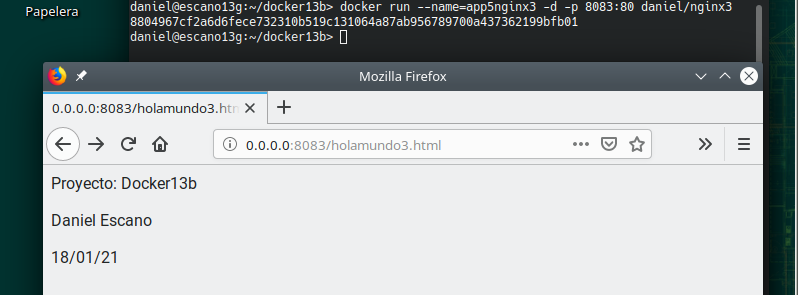 Papelera
daniel@escano13g:~/docker13b> docker run --name=app5nginx3 -d -p 8083:80 daniel/nginx3
8804967cf2a6d6fece732310b519c131064a87ab956789700a437362199bfb01
daniel@escano13g:~/docker13b>
Mozilla Firefox
0.0.0.0:8083/holamundo3.htm
0.0.0.0:8083/holamundo3.html
Proyecto: Docker13b
Daniel Escano
18/01/21